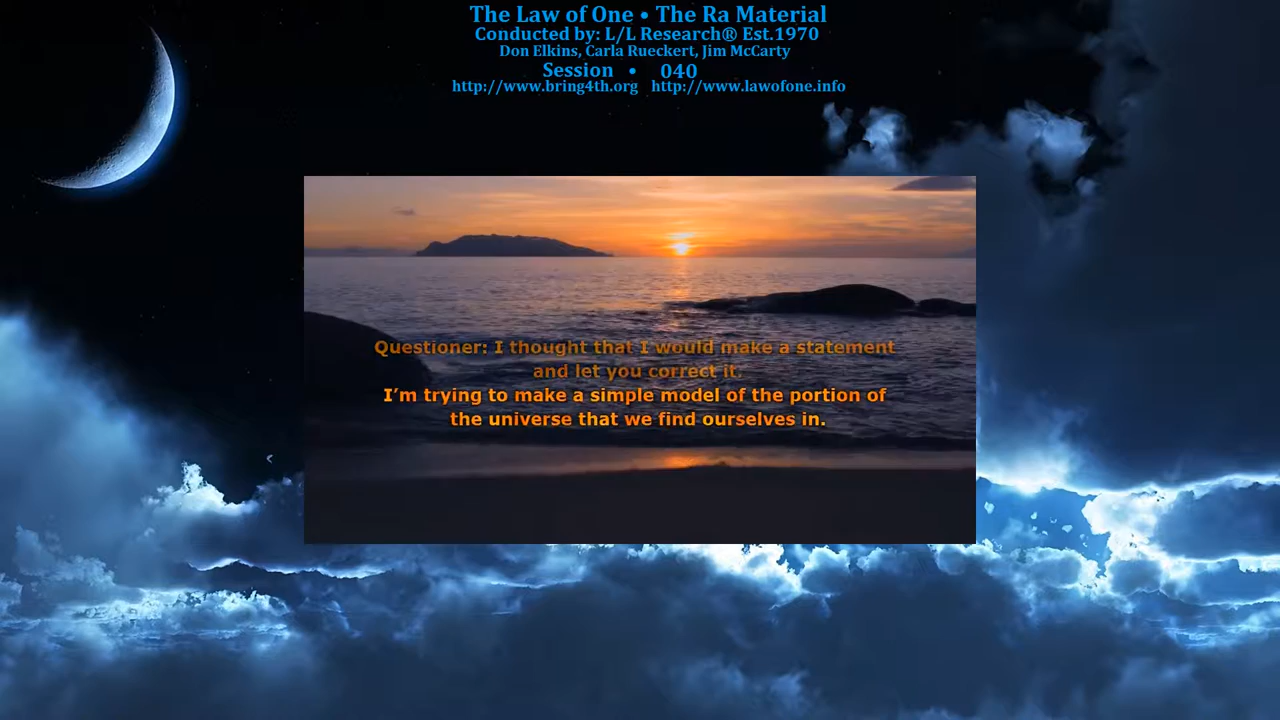 The Law of One • The Ra Material
Conducted by: L/L Research® Est.1970
Don Elkins, Carla Rueckert, Jim McCarty
Session • 040
http://www.bring4th.org http://www.lawofone.info
Questioner: I thought that I would make a statement
and let you correct it.
I’m trying to make a simple model of the portion of
the universe that we find ourselves in.